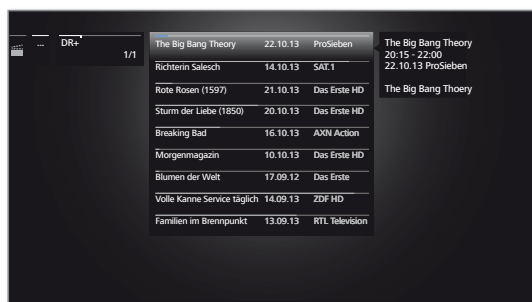 ... DR+
1/1
The Big Bang Theory 22.10.13 ProSieben
Richterin Salesch 14.10.13 SAT.1
Rote Rosen (1597) 21.10.13 Das Erste HD
Sturm der Liebe (1850) 20.10.13 Das Erste HD
Breaking Bad 16.10.13 AXN Action
Morgenmagazin 10.10.13 Das Erste HD
Blumen der Welt 17.09.12 Das Erste
Volle Kanne Service täglich 14.09.13 ZDF HD
Familien im Brennpunkt 13.09.13 RTL Television
The Big Bang Theory
20:15 - 22:00
22.10.13 ProSieben
The Big Bang Thoery